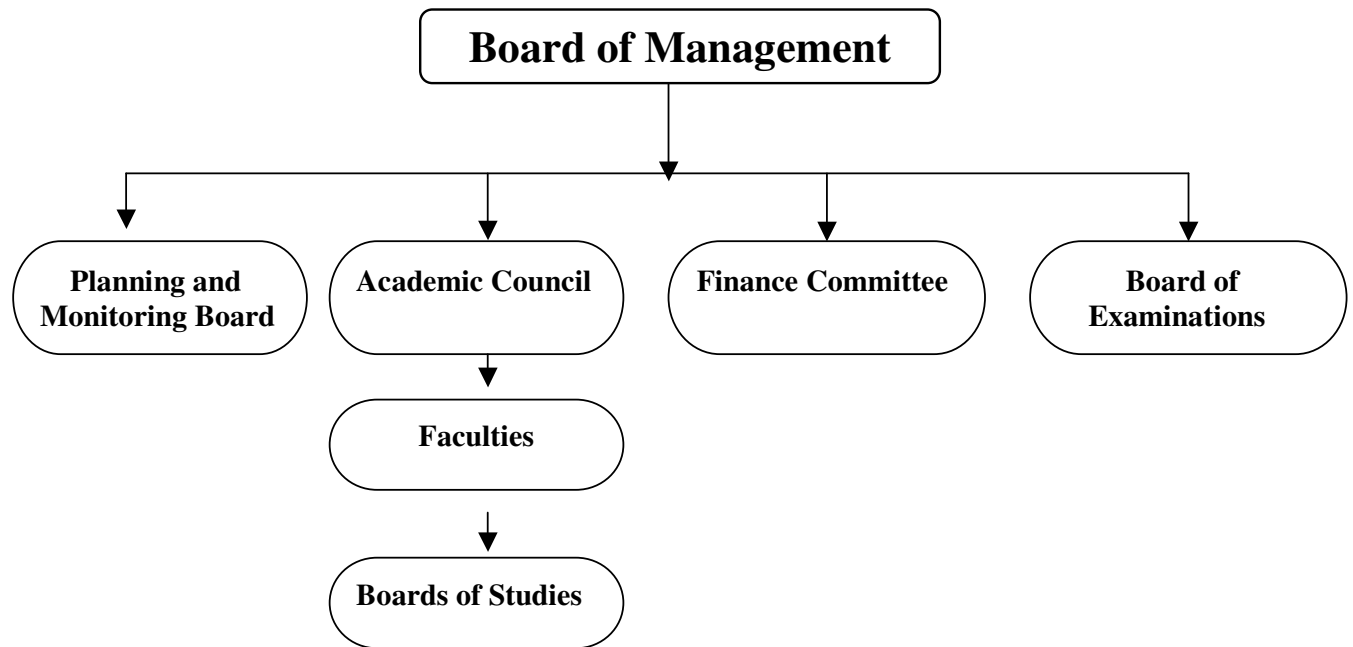 Board of Management
Planning and
Monitoring Board
Academic Council
Finance Committee
Board of
Examinations
Faculties
Boards of Studies